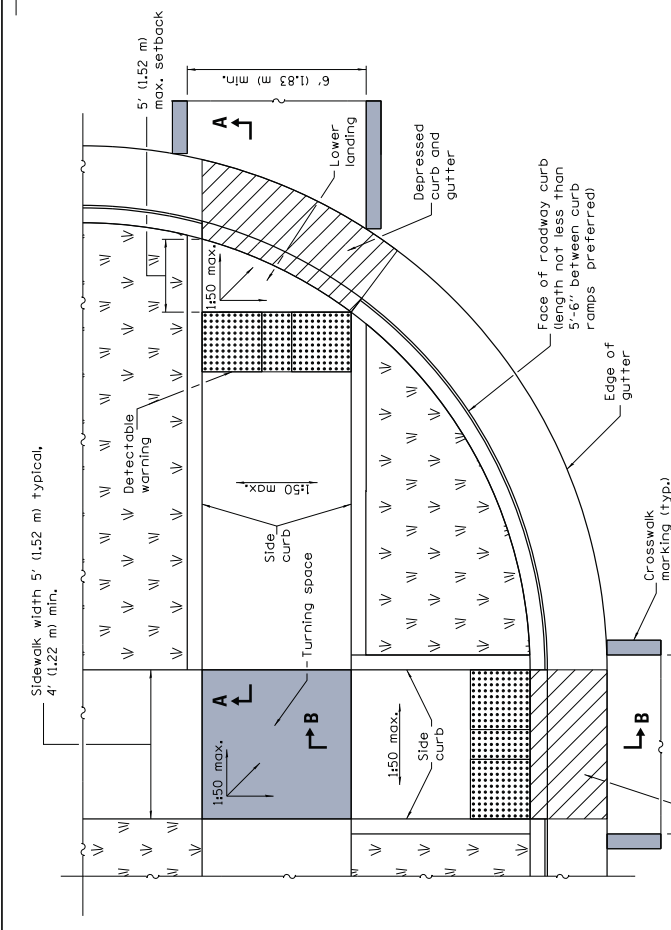 Sidewalk width 5' (1.52 m) typical,
4' (1.22 m) min.
5' (1.52 m)
max. setback
6' (1.83 m) min.
A
Lower
landing
Depressed
curb and
gutter
1:50 max.
Detectable
warning
1:50 max.
Side
curb
Turning space
Face of roadway curb
(length not less than
5'-6" between curb
ramps preferred)
Edge of
gutter
A
B
1:50 max.
1:50 max.
Side
curb
Crosswalk
marking (typ.)
B